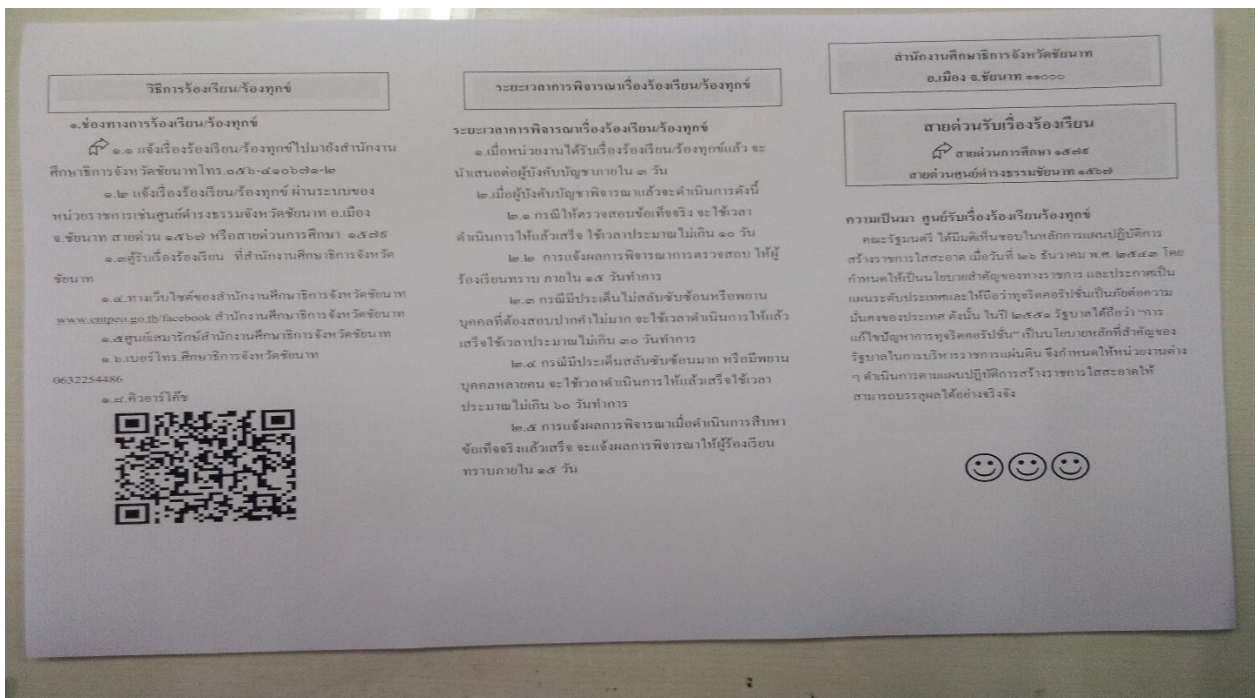 วิธีการร้องเรียน/ร้องทุกข์
๑.ช่องทางการร้องเรียน/ร้องทุกข์
๑.๑ แจ้งเรื่องร้องเรียน/ร้องทุกข์ไปมายังสำนักงาน
ศึกษาธิการจังหวัดชัยนาทโทร.๐๕๖-๔๑๐๖๗๑-๒
๑.๒ แจ้งเรื่องร้องเรียน/ร้องทุกข์ ผ่านระบบของ
หน่วยราชการเช่นศูนย์ดำรงธรรมจังหวัดชัยนาท อ.เมือง
จ.ชัยนาท สายด่วน ๑๕๖๗ หรือสายด่วนการศึกษา ๑๕๗๙
๑.๓ตู้รับเรื่องร้องเรียน ที่สำนักงานศึกษาธิการจังหวัด
ชัยนาท
๑.๔.ทางเว็บไซต์ของสำนักงานศึกษาธิการจังหวัดชัยนาท
www.cntpeo.go.th/facebook สำนักงานศึกษาธิการจังหวัดชัยนาท
๑.๕ศูนย์เสมารักษ์สำนักงานศึกษาธิการจังหวัดชัยนาท
๑.๖.เบอร์โทร.ศึกษาธิการจังหวัดชัยนาท
0632254486
๑.๘.คิวอาร์โค๊ช
ระยะเวลาการพิจารณาเรื่องร้องเรียน/ร้องทุกข์
ระยะเวลาการพิจารณาเรื่องร้องเรียน/ร้องทุกข์
๑.เมื่อหน่วยงานได้รับเรื่องร้องเรียน/ร้องทุกข์แล้ว จะ
นำเสนอต่อผู้บังคับบัญชาภายใน ๓ วัน
๒.เมื่อผู้บังคับบัญชาพิจารณาแล้วจะดำเนินการดังนี้
๒.๑ กรณีให้ตรวจสอบข้อเท็จจริง จะใช้เวลา
ดำเนินการให้แล้วเสร็จ ใช้เวลาประมาณไม่เกิน ๑๐ วัน
๒.๒ การแจ้งผลการพิจารณาการตรวจสอบ ให้ผู้
ร้องเรียนทราบ ภายใน ๑๕ วันทำการ
๒.๓ กรณีมีประเด็นไม่สลับซับซ้อนหรือพยาน
บุคคลที่ต้องสอบปากคำไม่มาก จะใช้เวลาดำเนินการให้แล้ว
เสร็จใช้เวลาประมาณไม่เกิน ๓๐ วันทำการ
๒.๔ กรณีมีประเด็นสลับซับซ้อนมาก หรือมีพยาน
บุคคลหลายคน จะใช้เวลาดำเนินการให้แล้วเสร็จใช้เวลา
ประมาณไม่เกิน ๖๐ วันทำการ
๒.๕ การแจ้งผลการพิจารณาเมื่อดำเนินการสืบหา
ข้อเท็จจริงแล้วเสร็จ จะแจ้งผลการพิจารณาให้ผู้ร้องเรียน
ทราบภายใน ๑๕ วัน
สำนักงานศึกษาธิการจังหวัดชัยนาท
อ.เมือง จ.ชัยนาท ๑๑๐๐๐
สายด่วนรับเรื่องร้องเรียน
สายด่วนการศึกษา ๑๕๗๙
สายด่วนศูนย์ดำรงธรรมชัยนาท ๑๕๖๗
ความเป็นมา ศูนย์รับเรื่องร้องเรียนร้องทุกข์
คณะรัฐมนตรี ได้มีมติเห็นชอบในหลักการแผนปฏิบัติการ
สร้างราชการใสสะอาด เมื่อวันที่ ๒๖ ธันวาคม พ.ศ. ๒๕๔๓ โดย
กำหนดให้เป็นนโยบายสำคัญของทางราชการ และประกาศเป็น
แผนระดับประเทศและให้ถือว่าทุจริตคอรัปชั่นเป็นภัยต่อความ
มั่นคงของประเทศ ดังนั้น ในปี ๒๕๕๑ รัฐบาลได้ถือว่า “การ
แก้ไขปัญหาการทุจริตคอรัปชั่น” เป็นนโยบายหลักที่สำคัญของ
รัฐบาลในการบริหารราชการแผ่นดิน จึงกำหนดให้หน่วยงานต่าง
ๆ ดำเนินการตามแผนปฏิบัติการสร้างราชการใสสะอาดให้
สามารถบรรลุผลได้อย่างจริงจัง